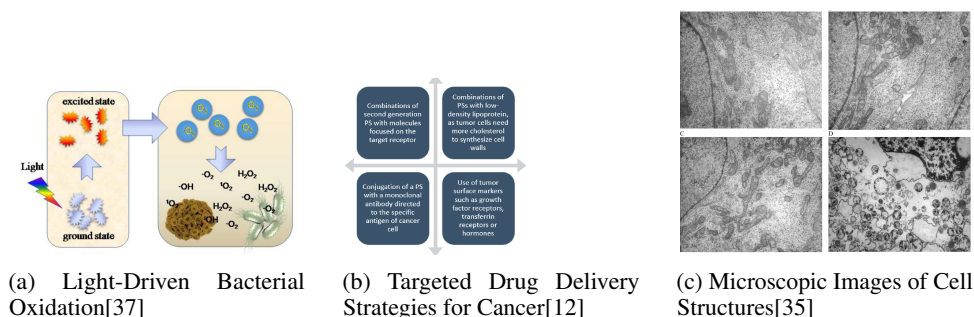 excited state
Light
ground state
·OH
·O₂
H₂O₂
¹O₂
·O₂
H₂O₂
¹O₂
H₂O₂
·O₂
·O₂
·OH
·O₂
Combinations of
second generation
PS with molecules
focused on the
target receptor
Combinations of
PSs with low-
density lipoprotein,
as tumor cells need
more cholesterol
to synthesize cell
walls
Conjugation of a PS
with a monoclonal
antibody directed
to the specific
antigen of cancer
cell
Use of tumor
surface markers
such as growth
factor receptors,
transferrin
receptors or
hormones
C
D
(a) Light-Driven Bacterial
Oxidation[37]
(b) Targeted Drug Delivery
Strategies for Cancer[12]
(c) Microscopic Images of Cell
Structures[35]